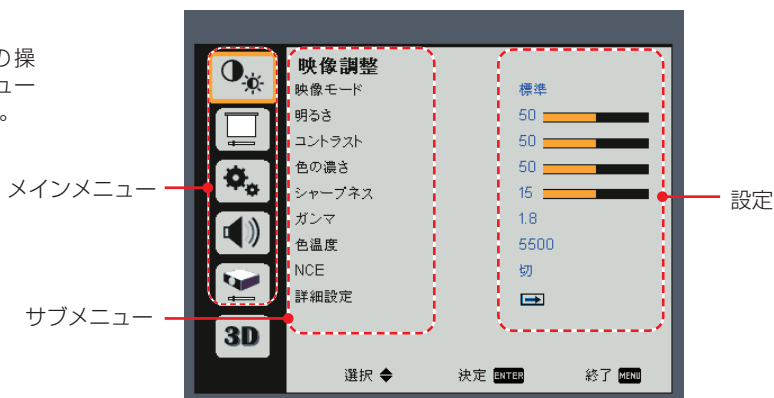 の操
ュー
。
メインメニュー
サブメニュー
設定
映像調整
映像モード 標準
明るさ 50
コントラスト 50
色の濃さ 50
シャープネス 15
ガンマ 1.8
色温度 5500
NCE 切
詳細設定
3D
選択 決定 ENTER 終了 MENU